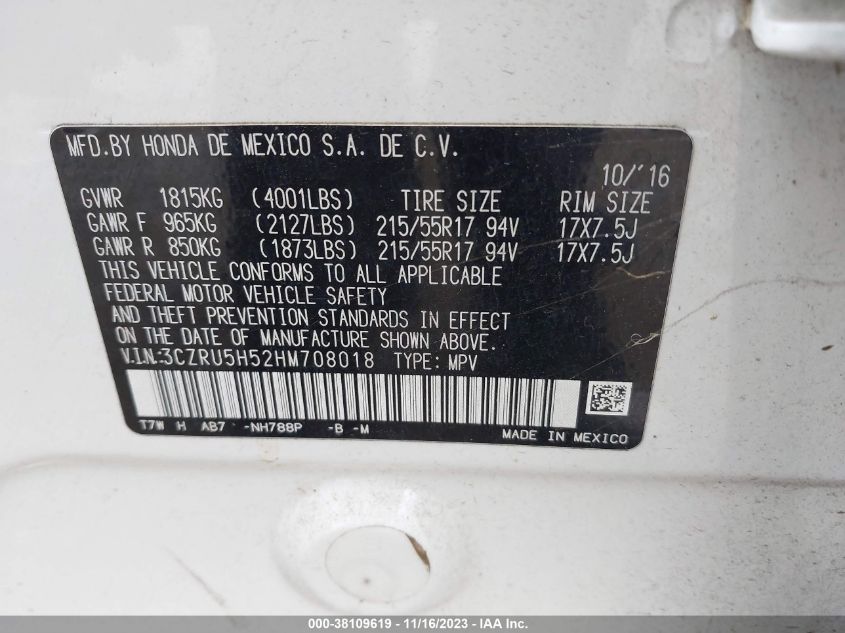 MFD.BY HONDA DE MEXICO S.A. DE C.V.
10/'16
GVWR 1815KG (4001LBS) TIRE SIZE RIM SIZE
GAWR F 965KG (2127LBS) 215/55R17 94V 17X7.5J
GAWR R 850KG (1873LBS) 215/55R17 94V 17X7.5J
THIS VEHICLE CONFORMS TO ALL APPLICABLE
FEDERAL MOTOR VEHICLE SAFETY
AND THEFT PREVENTION STANDARDS IN EFFECT
ON THE DATE OF MANUFACTURE SHOWN ABOVE.
V.I.N.:3CZRU5H52HM708018 TYPE: MPV
T7W H AB7 -NH788P -B -M
MADE IN MEXICO
000-38109619 - 11/16/2023 - IAA Inc.